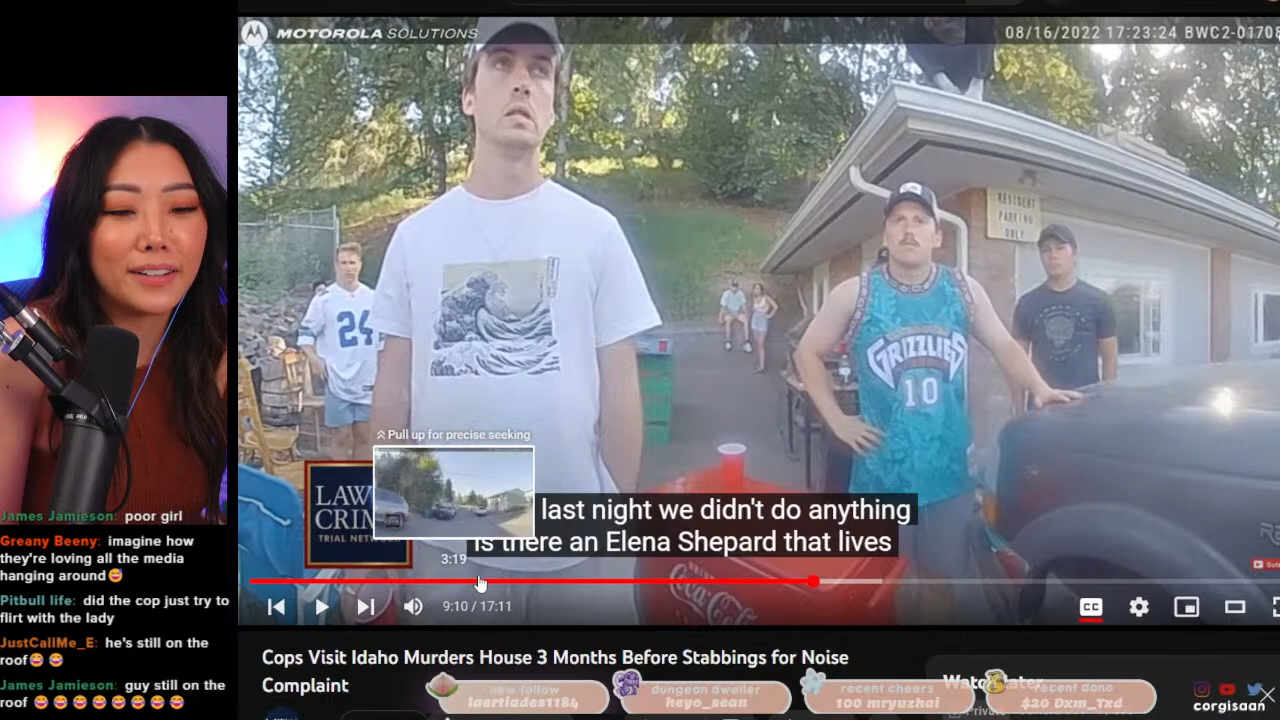 MOTOROLA SOLUTIONS
08/16/2022 17:23:24 BWC2-01708
RESIDENT
PARKING
ONLY
24
GRIZZLIES
10
Pull up for precise seeking
LAW
CRIM
TRIAL NETWORK
last night we didn't do anything
is there an Elena Shepard that lives
3:19
Coca-Cola
9:10 / 17:11
CC
Cops Visit Idaho Murders House 3 Months Before Stabbings for Noise
Complaint
James Jamieson: poor girl
Greany Beeny: imagine how
they're loving all the media
hanging around
Pitbull life: did the cop just try to
flirt with the lady
JustCallMe_E: he's still on the
roof
James Jamieson: guy still on the
roof
new follow
laertiades1184
dungeon dweller
heyo_sean
recent cheers
100 mryuzhai
recent dono
$20 Dxm_Txd
corgisaan